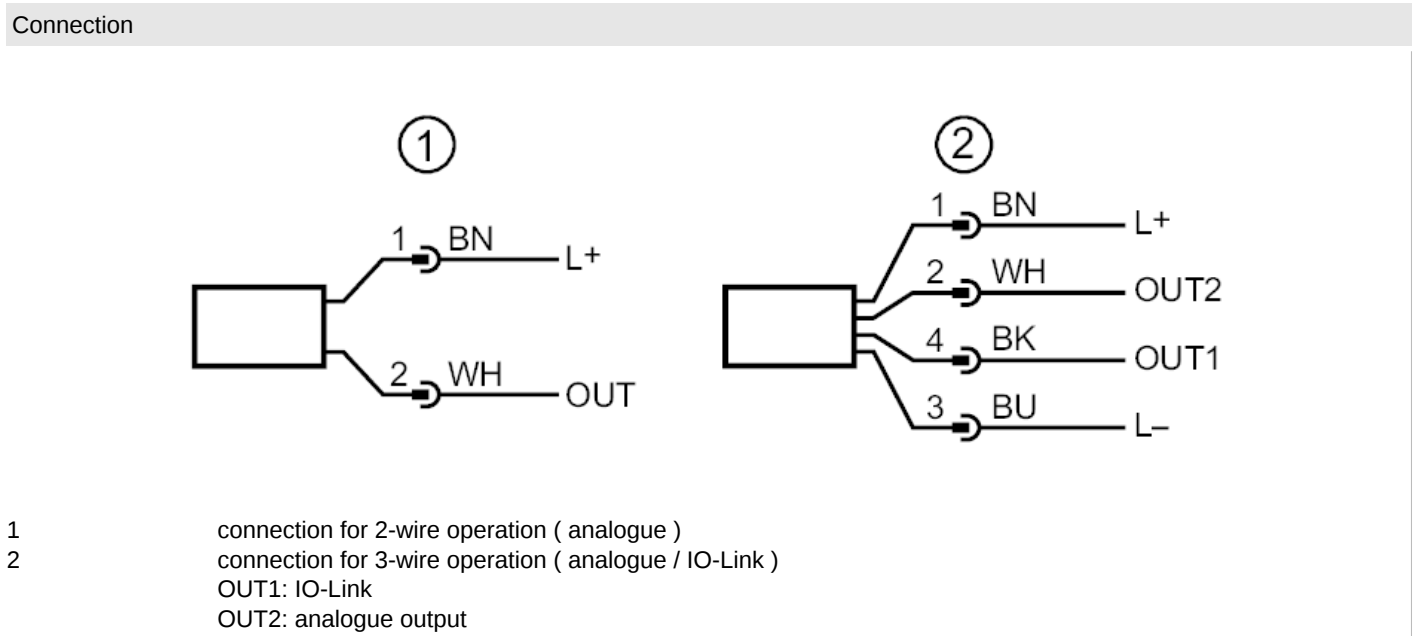 Connection
1
2
1 BN L+
2 WH OUT
1 BN L+
2 WH OUT2
4 BK OUT1
3 BU L–
1 connection for 2-wire operation ( analogue )
2 connection for 3-wire operation ( analogue / IO-Link )
OUT1: IO-Link
OUT2: analogue output